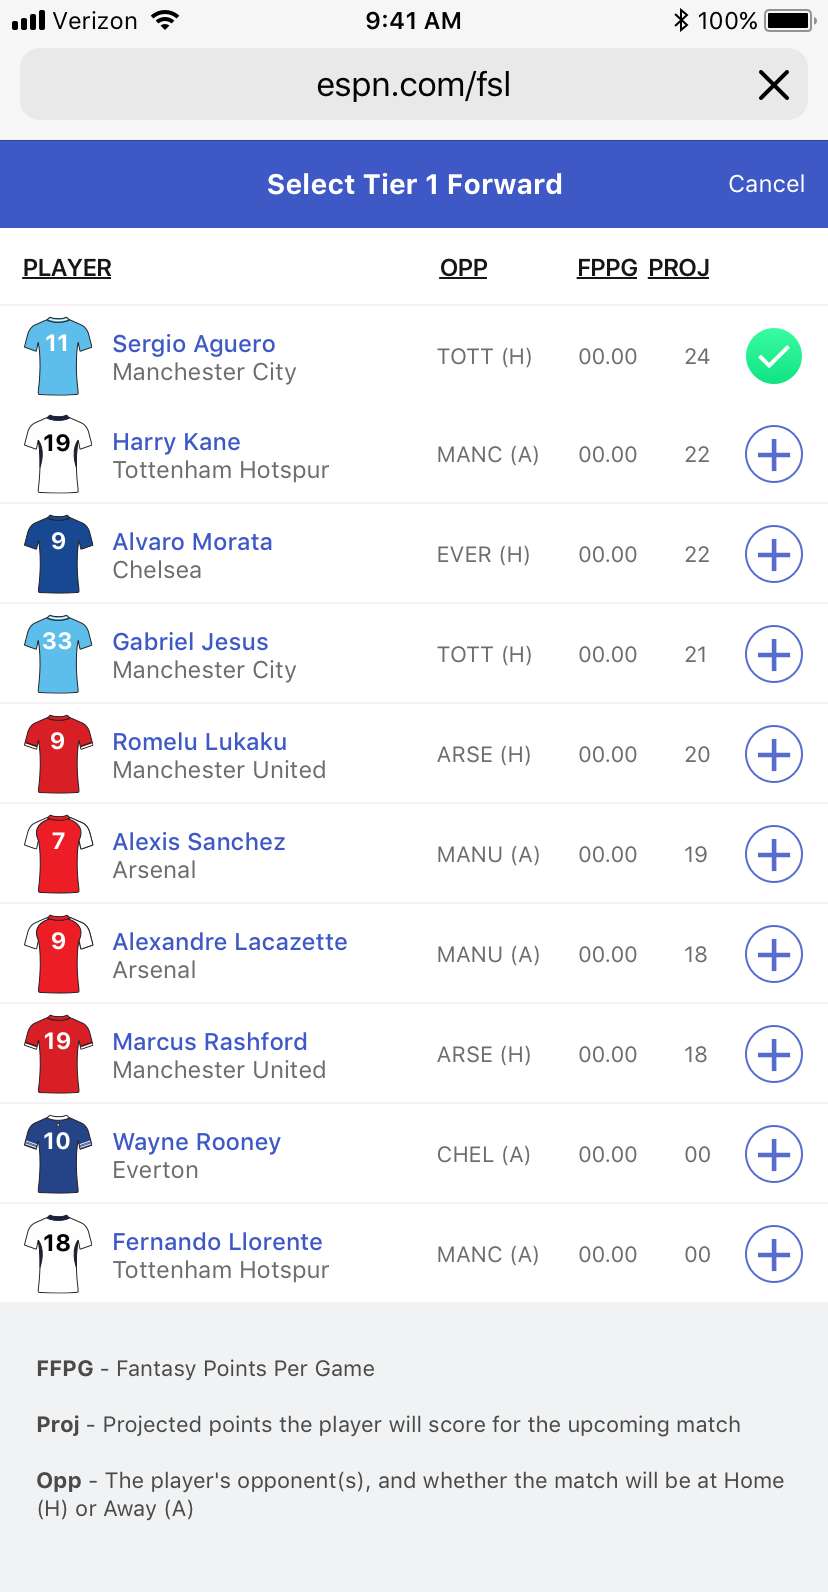 Verizon 9:41 AM 100%
espn.com/fsl
Select Tier 1 Forward Cancel
PLAYER OPP FPPG PROJ
11 Sergio Aguero TOTT (H) 00.00 24
Manchester City
19 Harry Kane MANC (A) 00.00 22
Tottenham Hotspur
9 Alvaro Morata EVER (H) 00.00 22
Chelsea
33 Gabriel Jesus TOTT (H) 00.00 21
Manchester City
9 Romelu Lukaku ARSE (H) 00.00 20
Manchester United
7 Alexis Sanchez MANU (A) 00.00 19
Arsenal
9 Alexandre Lacazette MANU (A) 00.00 18
Arsenal
19 Marcus Rashford ARSE (H) 00.00 18
Manchester United
10 Wayne Rooney CHEL (A) 00.00 00
Everton
18 Fernando Llorente MANC (A) 00.00 00
Tottenham Hotspur
FFPG - Fantasy Points Per Game
Proj - Projected points the player will score for the upcoming match
Opp - The player's opponent(s), and whether the match will be at Home
(H) or Away (A)